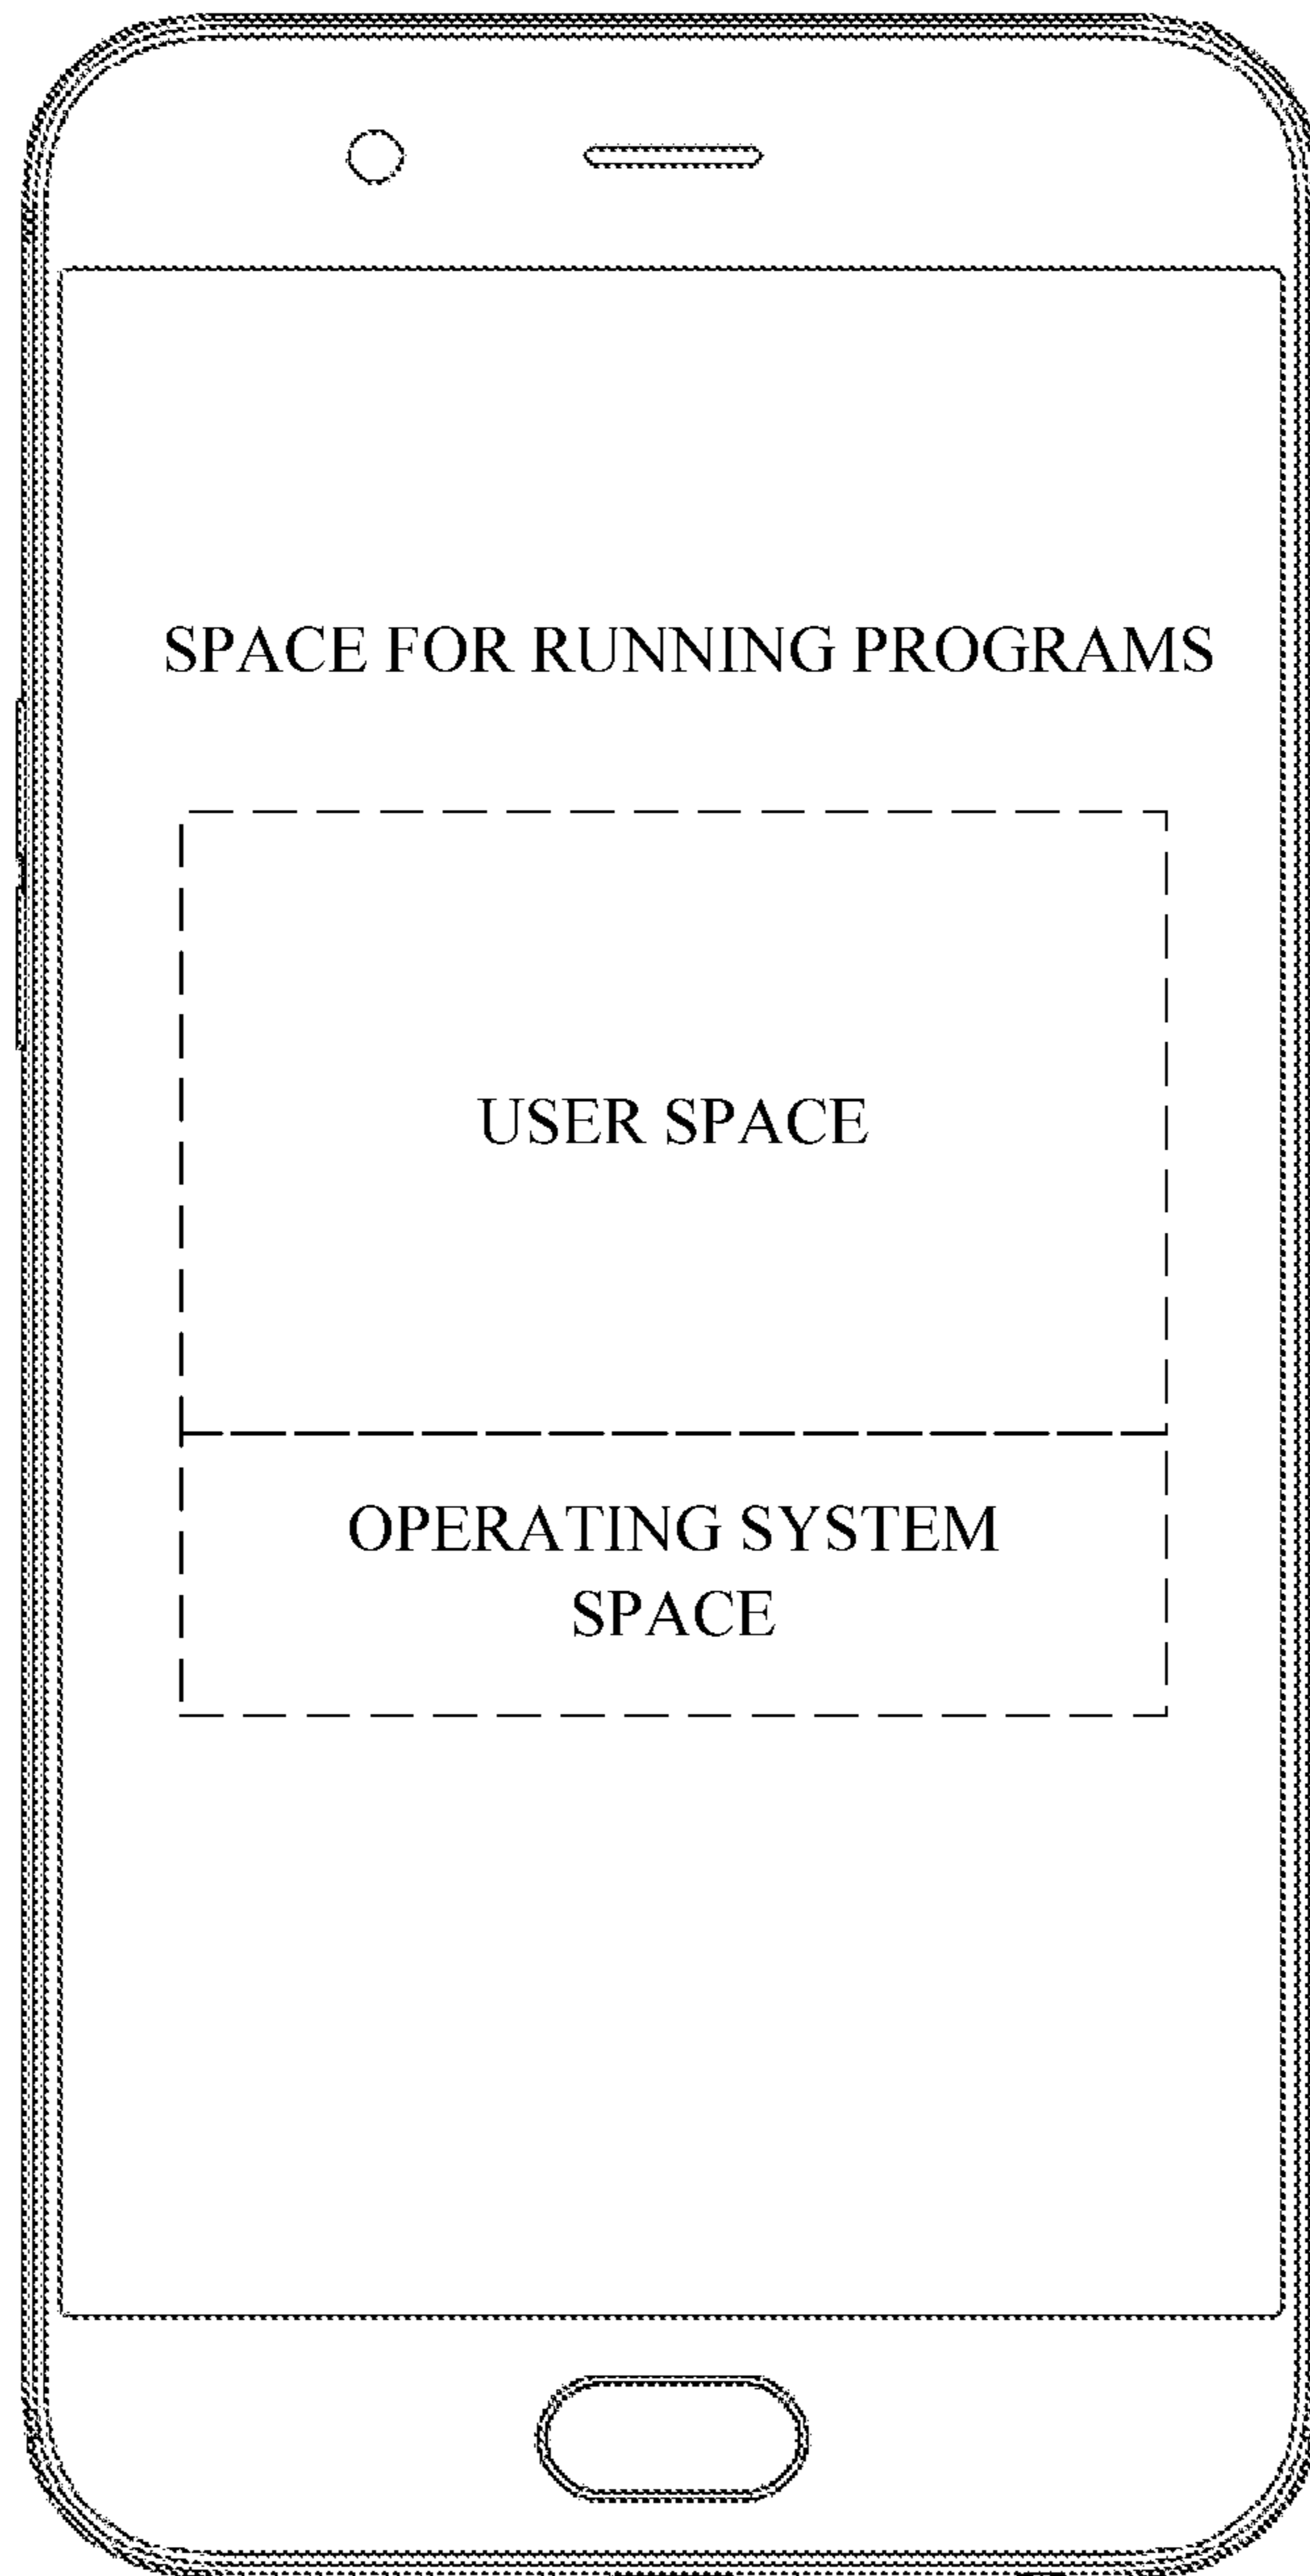 SPACE FOR RUNNING PROGRAMS
USER SPACE
OPERATING SYSTEM
SPACE